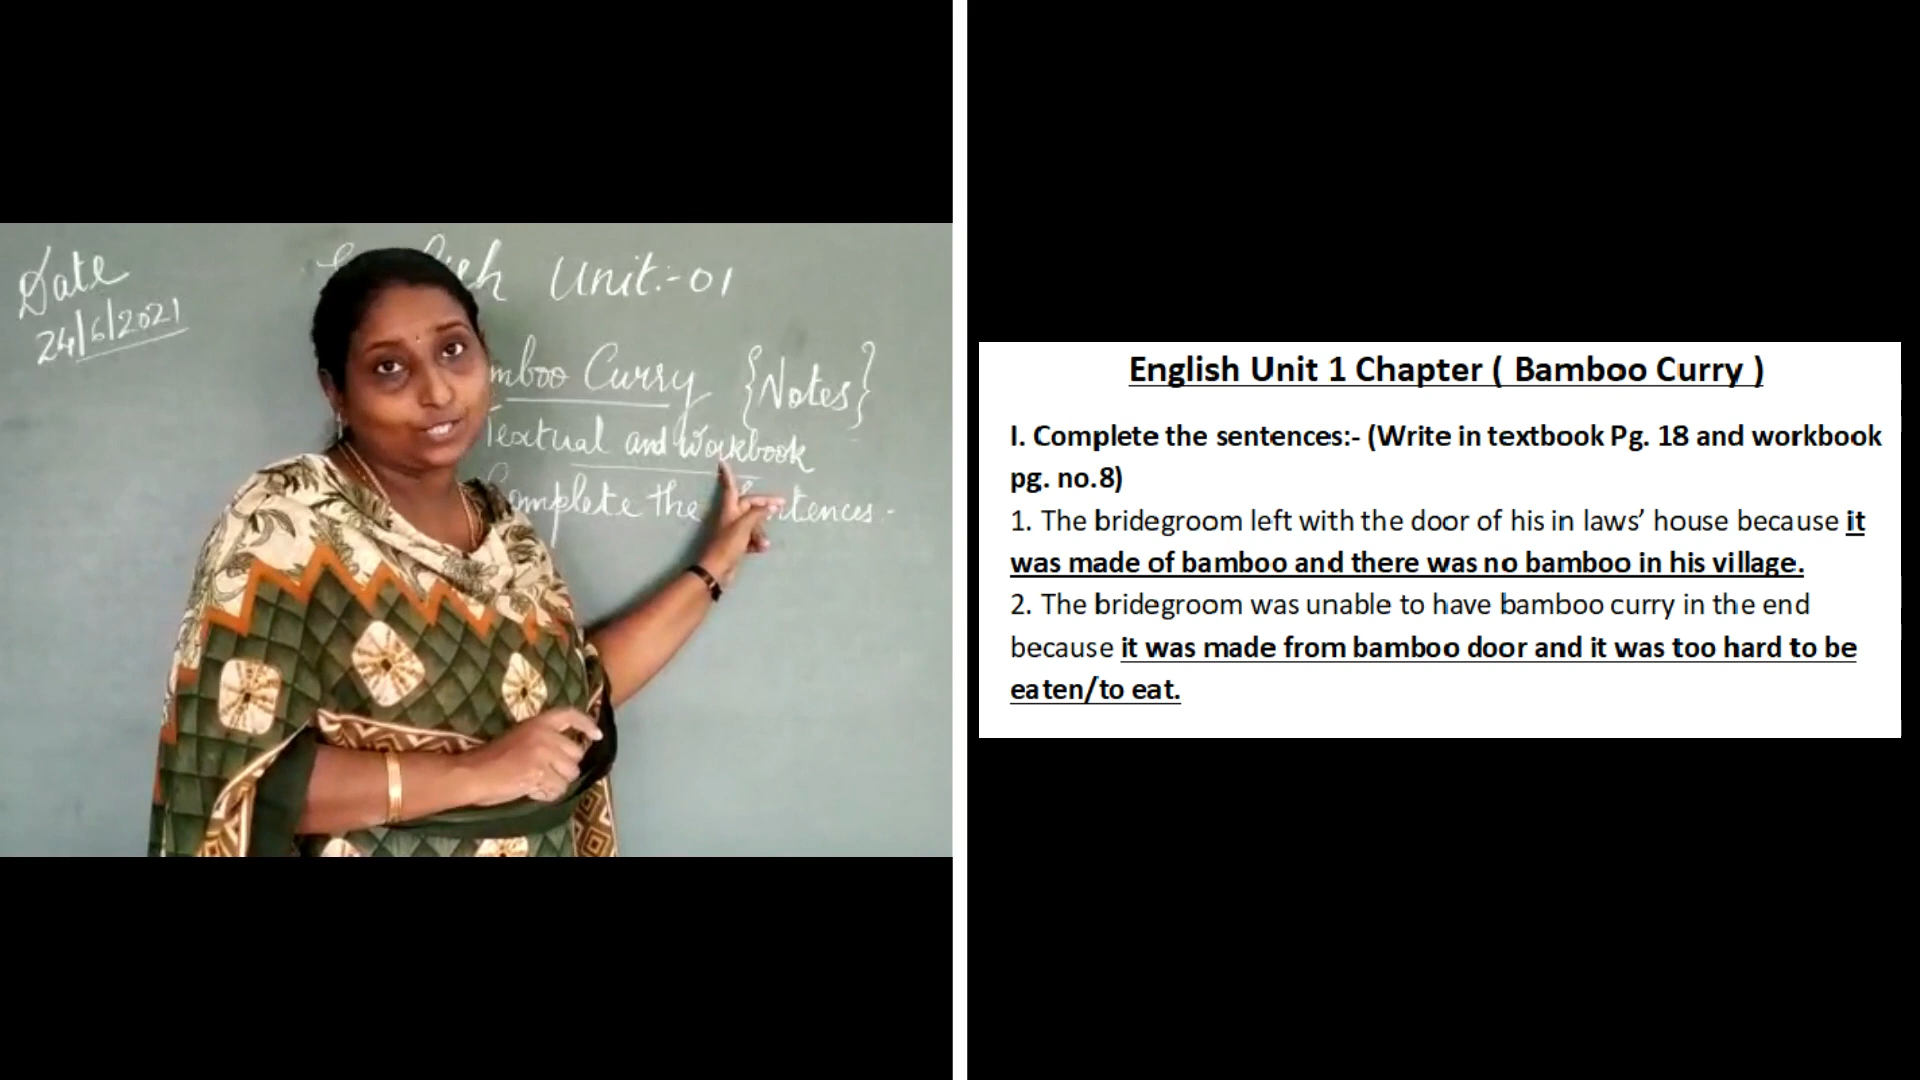 Date
24/6/2021
Unit:-01
Curry {Notes}
Textual and Workbook
Complete the
English Unit 1 Chapter ( Bamboo Curry )
I. Complete the sentences:- (Write in textbook Pg. 18 and workbook
pg. no.8)
1. The bridegroom left with the door of his in laws’ house because it
was made of bamboo and there was no bamboo in his village.
2. The bridegroom was unable to have bamboo curry in the end
because it was made from bamboo door and it was too hard to be
eaten/to eat.